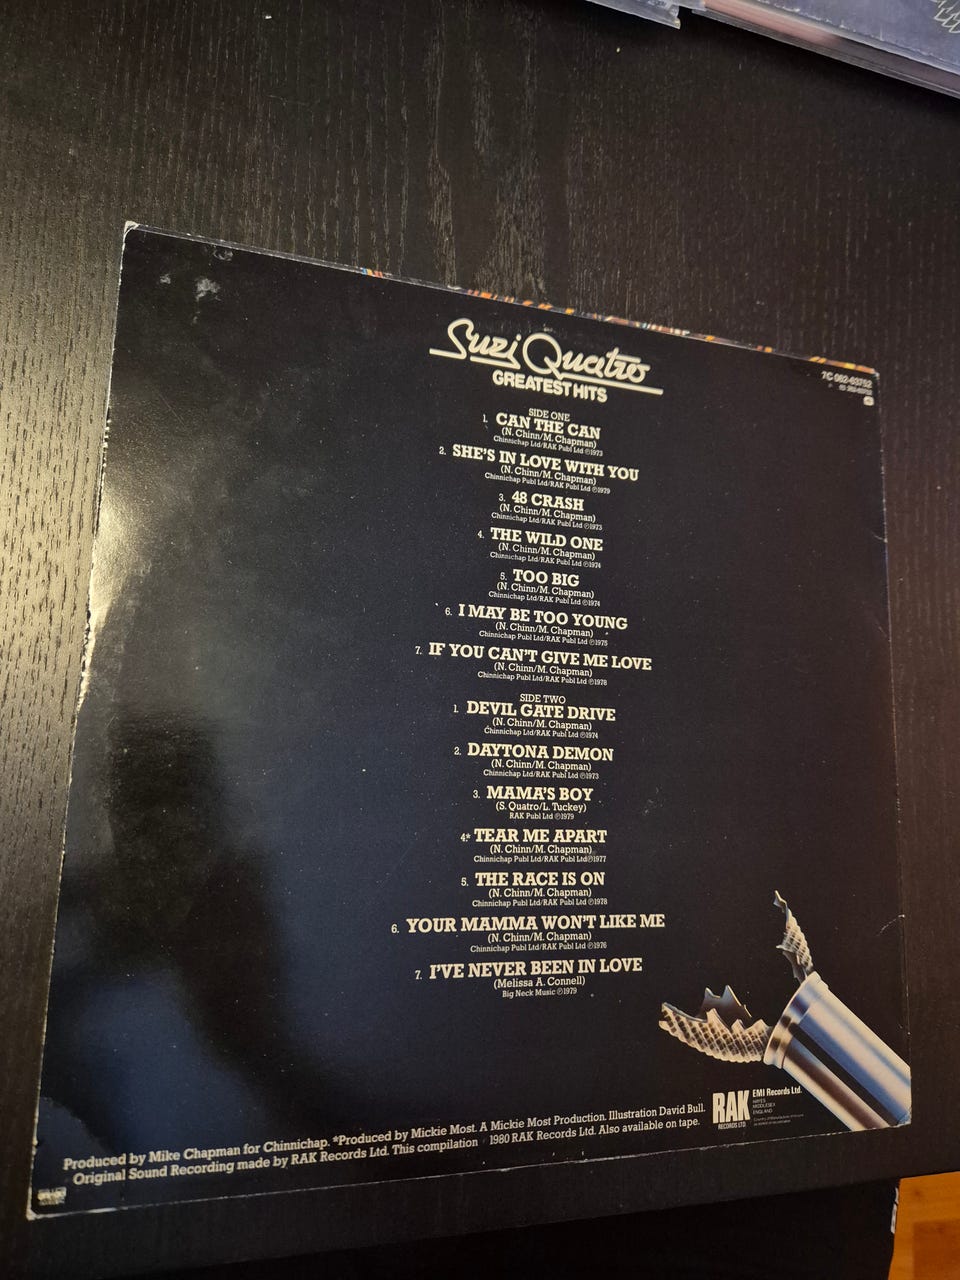 Suzi Quatro
GREATEST HITS
7C 062-63752
SIDE ONE
1. CAN THE CAN
(N. Chinn/M. Chapman)
Chinnichap Ltd/RAK Publ Ltd ℗1973
2. SHE'S IN LOVE WITH YOU
(N. Chinn/M. Chapman)
Chinnichap Publ Ltd/RAK Publ Ltd ℗1979
3. 48 CRASH
(N. Chinn/M. Chapman)
Chinnichap Ltd/RAK Publ Ltd ℗1973
4. THE WILD ONE
(N. Chinn/M. Chapman)
Chinnichap Ltd/RAK Publ Ltd ℗1974
5. TOO BIG
(N. Chinn/M. Chapman)
Chinnichap Ltd/RAK Publ Ltd ℗1974
6. I MAY BE TOO YOUNG
(N. Chinn/M. Chapman)
Chinnichap Publ Ltd/RAK Publ Ltd ℗1975
7. IF YOU CAN'T GIVE ME LOVE
(N. Chinn/M. Chapman)
Chinnichap Publ Ltd/RAK Publ Ltd ℗1978
SIDE TWO
1. DEVIL GATE DRIVE
(N. Chinn/M. Chapman)
Chinnichap Publ Ltd/RAK Publ Ltd ℗1974
2. DAYTONA DEMON
(N. Chinn/M. Chapman)
Chinnichap Ltd/RAK Publ Ltd ℗1973
3. MAMA'S BOY
(S. Quatro/L. Tuckey)
RAK Publ Ltd ℗1979
4.* TEAR ME APART
(N. Chinn/M. Chapman)
Chinnichap Publ Ltd/RAK Publ Ltd ℗1977
5. THE RACE IS ON
(N. Chinn/M. Chapman)
Chinnichap Publ Ltd/RAK Publ Ltd ℗1978
6. YOUR MAMMA WON'T LIKE ME
(N. Chinn/M. Chapman)
Chinnichap Publ Ltd/RAK Publ Ltd ℗1976
7. I'VE NEVER BEEN IN LOVE
(Melissa A. Connell)
Big Neck Music ℗1979
Produced by Mike Chapman for Chinnichap. *Produced by Mickie Most. A Mickie Most Production. Illustration David Bull.
Original Sound Recording made by RAK Records Ltd. This compilation 1980 RAK Records Ltd. Also available on tape.
RAK
RECORDS LTD.
EMI Records Ltd.
HAYES
MIDDLESEX
ENGLAND